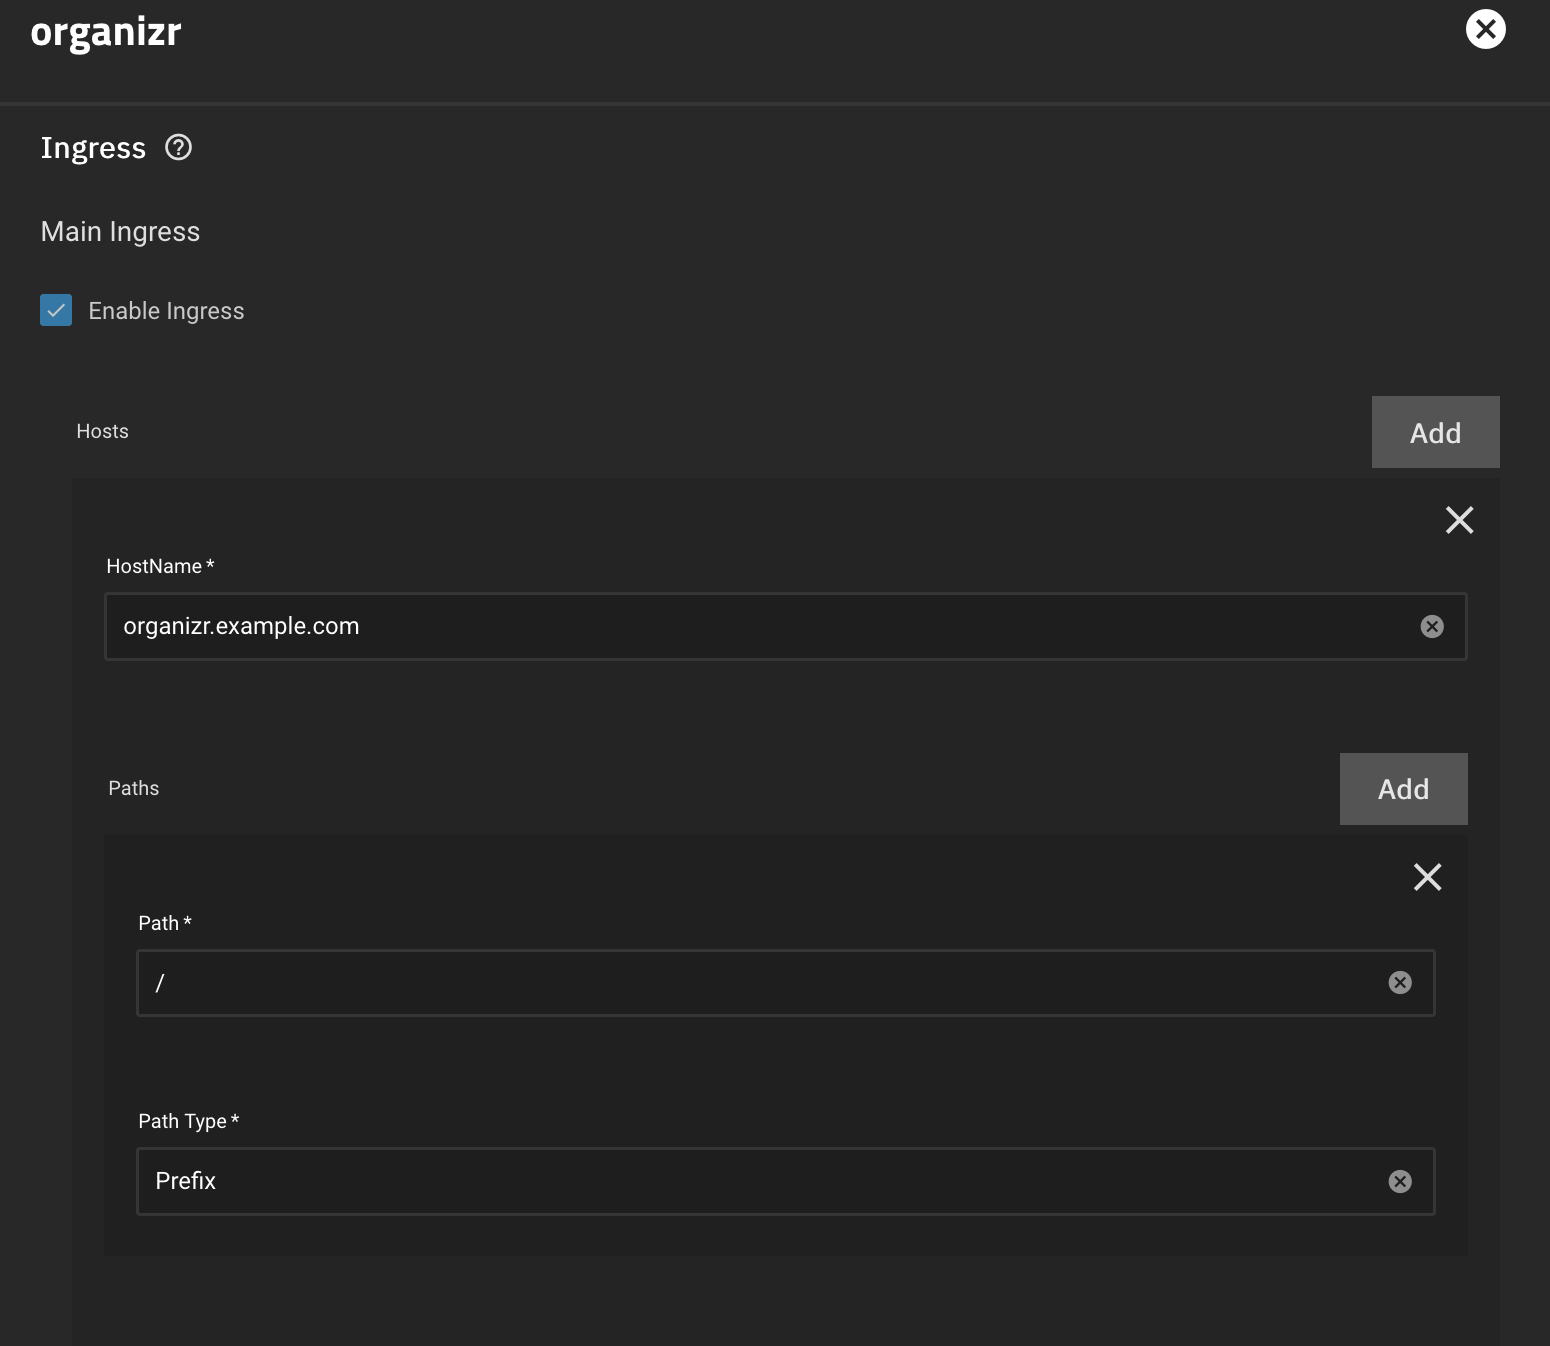 organizr
Ingress
Main Ingress
Enable Ingress
Hosts
Add
HostName *
organizr.example.com
Paths
Add
Path *
/
Path Type *
Prefix